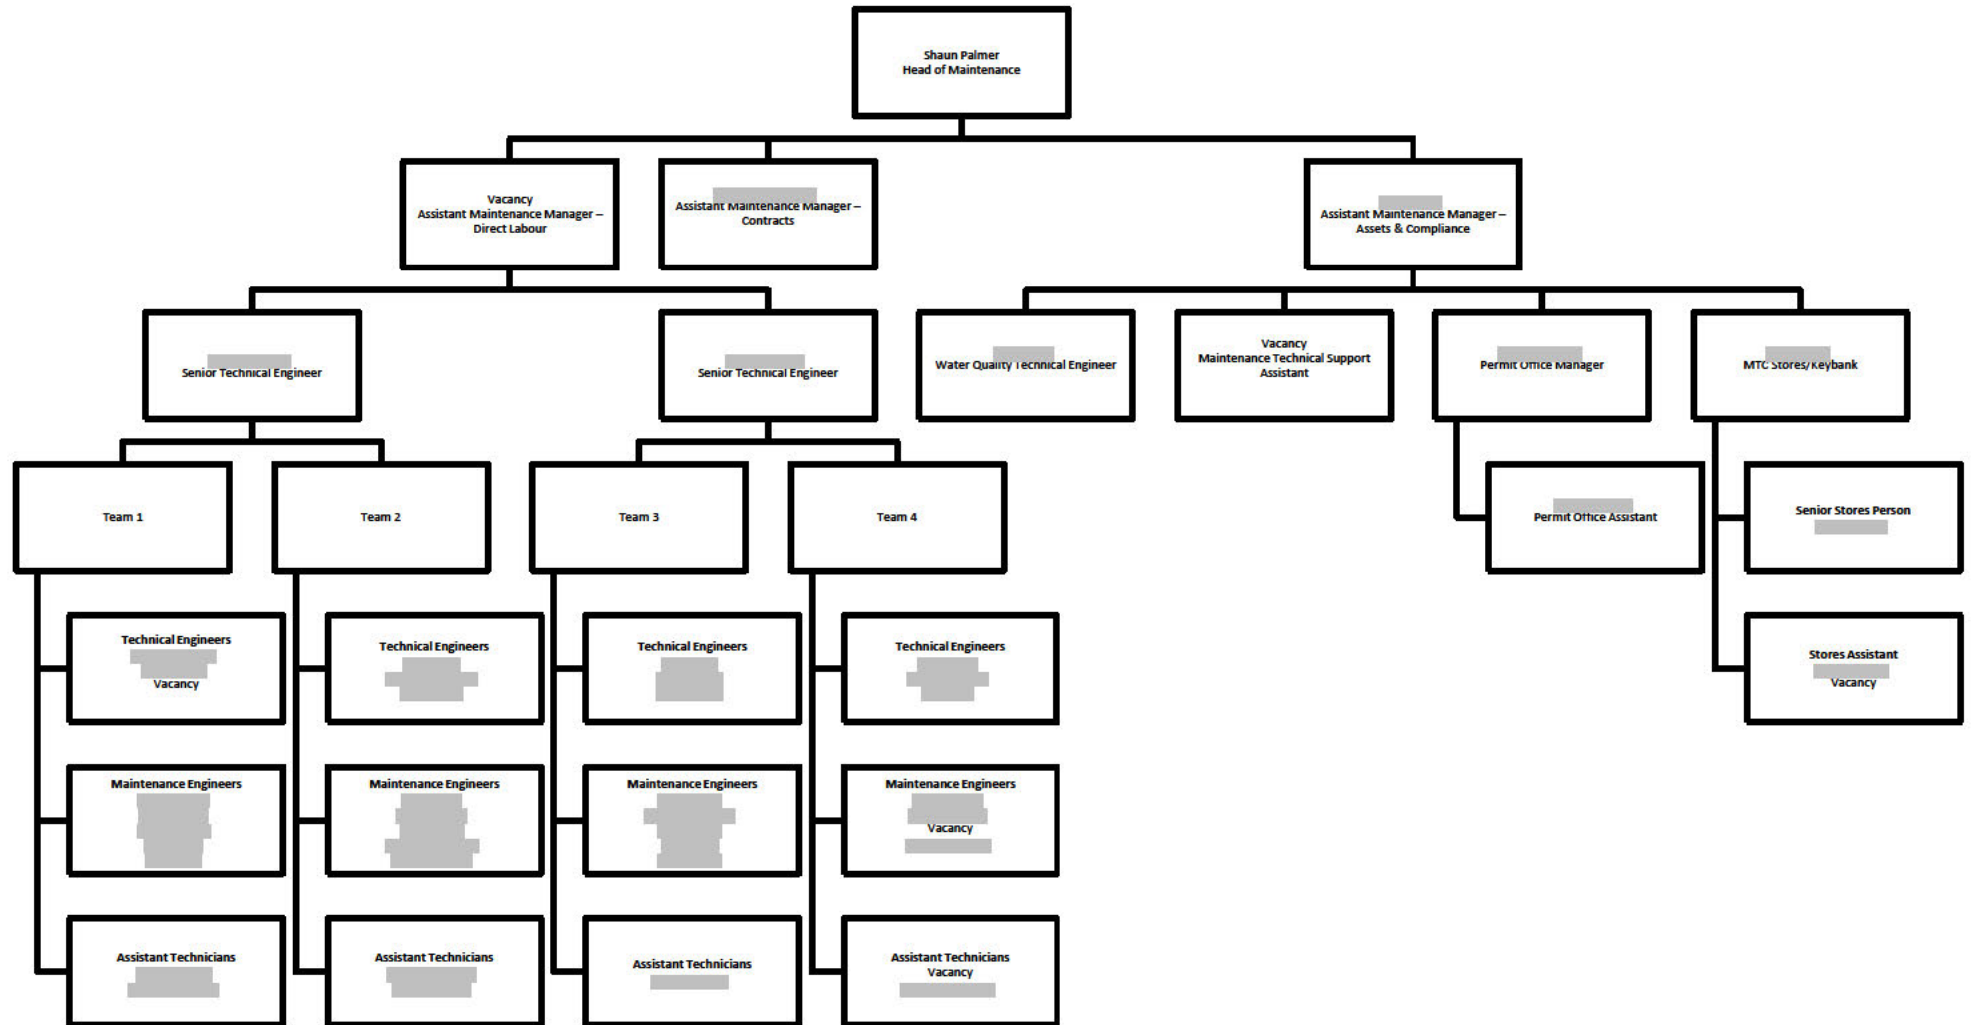 Shaun Palmer
Head of Maintenance
Vacancy
Assistant Maintenance Manager –
Direct Labour
Assistant Maintenance Manager –
Contracts
Assistant Maintenance Manager –
Assets & Compliance
Senior Technical Engineer
Senior Technical Engineer
Water Quality Technical Engineer
Vacancy
Maintenance Technical Support
Assistant
Permit Office Manager
MTC Stores/Keybank
Team 1
Team 2
Team 3
Team 4
Permit Office Assistant
Senior Stores Person
Technical Engineers
Vacancy
Technical Engineers
Technical Engineers
Technical Engineers
Stores Assistant
Vacancy
Maintenance Engineers
Maintenance Engineers
Maintenance Engineers
Maintenance Engineers
Vacancy
Assistant Technicians
Assistant Technicians
Assistant Technicians
Assistant Technicians
Vacancy